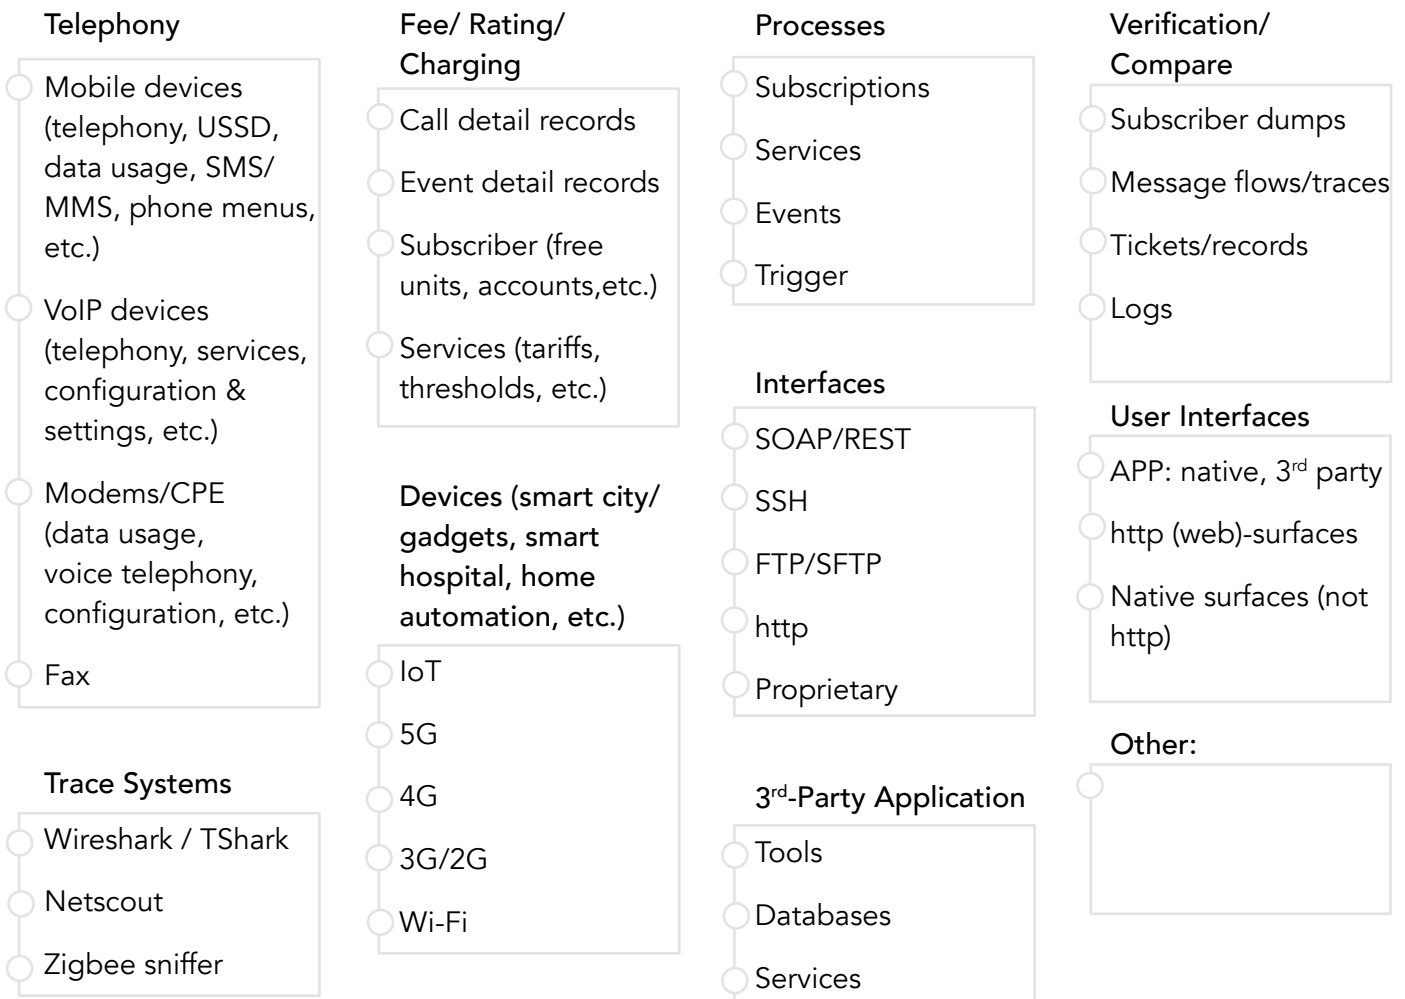 Telephony
Mobile devices
(telephony, USSD,
data usage, SMS/
MMS, phone menus,
etc.)
VoIP devices
(telephony, services,
configuration &
settings, etc.)
Modems/CPE
(data usage,
voice telephony,
configuration, etc.)
Fax
Trace Systems
Wireshark / TShark
Netscout
Zigbee sniffer
Fee/ Rating/
Charging
Call detail records
Event detail records
Subscriber (free
units, accounts,etc.)
Services (tariffs,
thresholds, etc.)
Devices (smart city/
gadgets, smart
hospital, home
automation, etc.)
IoT
5G
4G
3G/2G
Wi-Fi
Processes
Subscriptions
Services
Events
Trigger
Interfaces
SOAP/REST
SSH
FTP/SFTP
http
Proprietary
3rd-Party Application
Tools
Databases
Services
Verification/
Compare
Subscriber dumps
Message flows/traces
Tickets/records
Logs
User Interfaces
APP: native, 3rd party
http (web)-surfaces
Native surfaces (not
http)
Other: